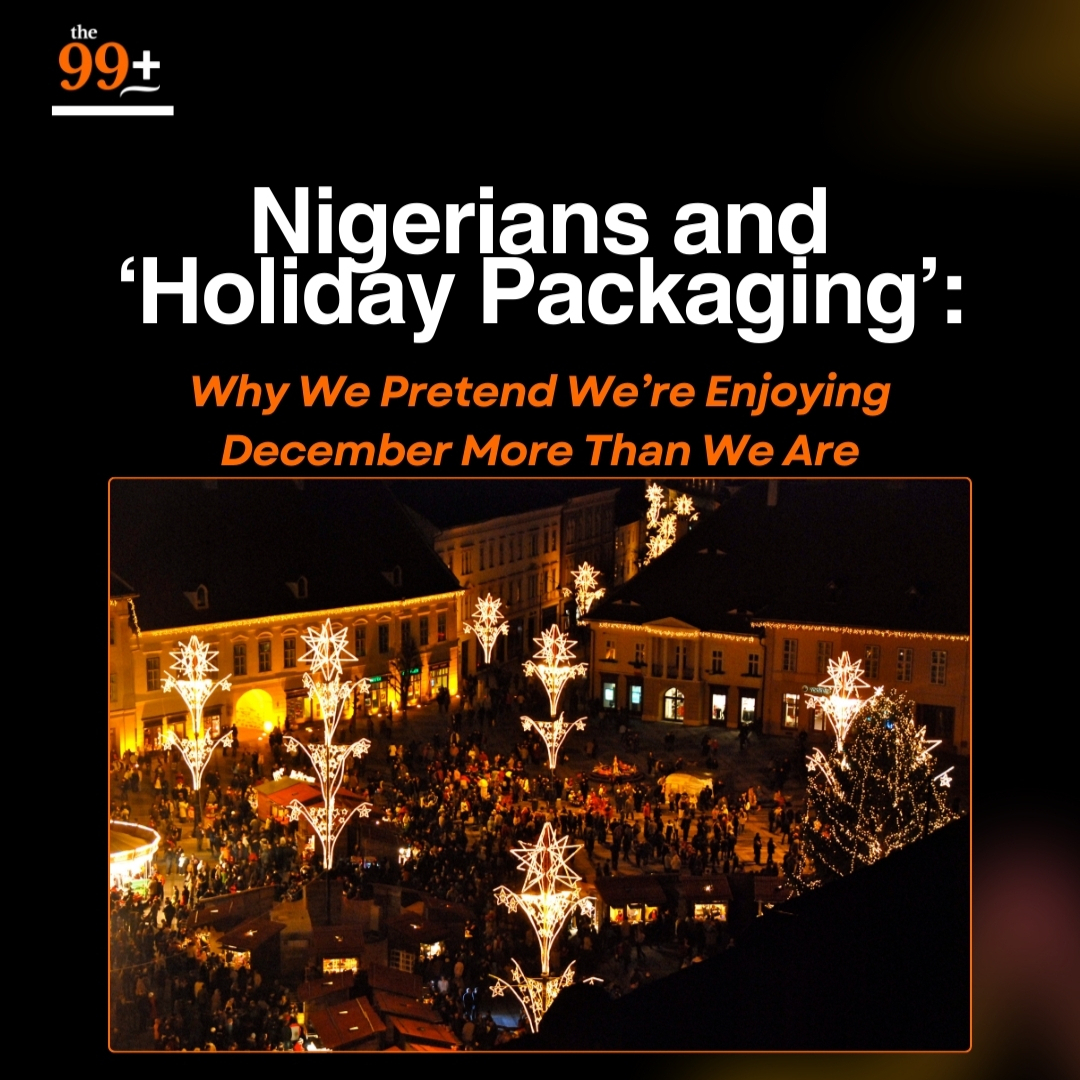 the
99+
Nigerians and
‘Holiday Packaging’:
Why We Pretend We’re Enjoying
December More Than We Are